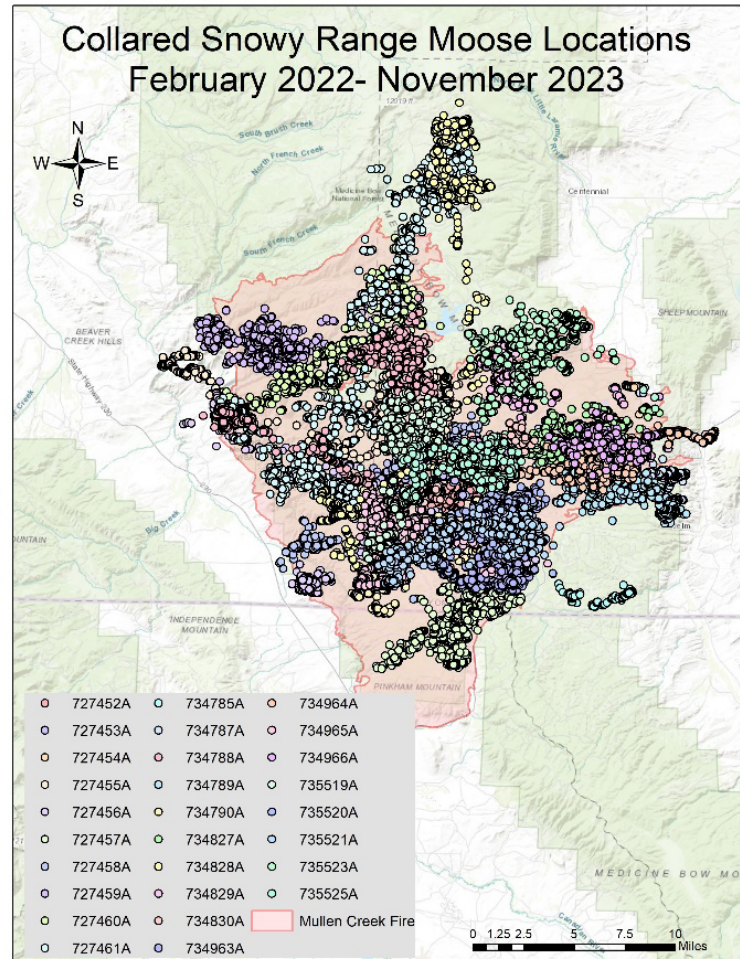 Collared Snowy Range Moose Locations
February 2022- November 2023
N
W E
S
12013 ft
South Brush Creek
North French Creek
South French Creek
Medicine Bow
National Forest
Centennial
SHEEP MOUNTAIN
BEAVER
CREEK HILLS
State Highway 230
Big Creek
INDEPENDENCE
MOUNTAIN
PINKHAM MOUNTAIN
MEDICINE BOW MO
Canadian River
727452A 734785A 734964A
727453A 734787A 734965A
727454A 734788A 734966A
727455A 734789A 735519A
727456A 734790A 735520A
727457A 734827A 735521A
727458A 734828A 735523A
727459A 734829A 735525A
727460A 734830A Mullen Creek Fire
727461A 734963A
0 1.25 2.5 5 7.5 10
Miles